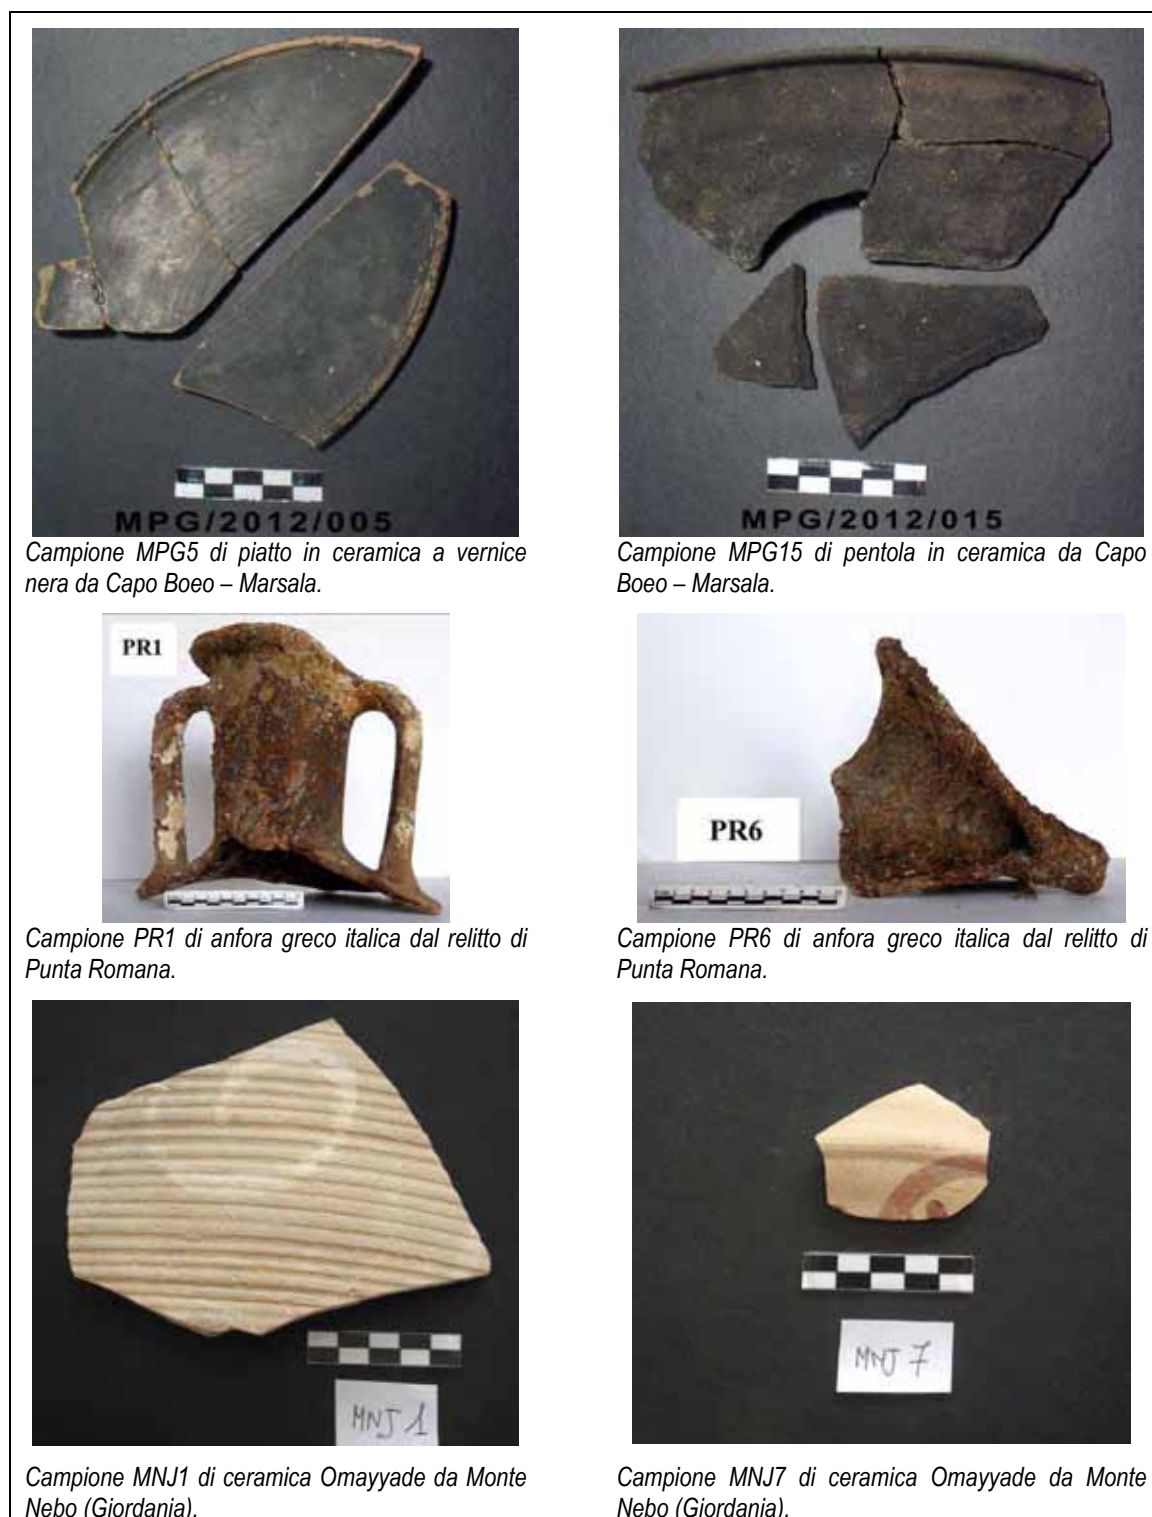 MPG/2012/005
MPG/2012/015
Campione MPG5 di piatto in ceramica a vernice
nera da Capo Boeo – Marsala.
Campione MPG15 di pentola in ceramica da Capo
Boeo – Marsala.
PR1
PR6
Campione PR1 di anfora greco italica dal relitto di
Punta Romana.
Campione PR6 di anfora greco italica dal relitto di
Punta Romana.
MNJ 1
MNJ 7
Campione MNJ1 di ceramica Omayyade da Monte
Nebo (Giordania).
Campione MNJ7 di ceramica Omayyade da Monte
Nebo (Giordania).